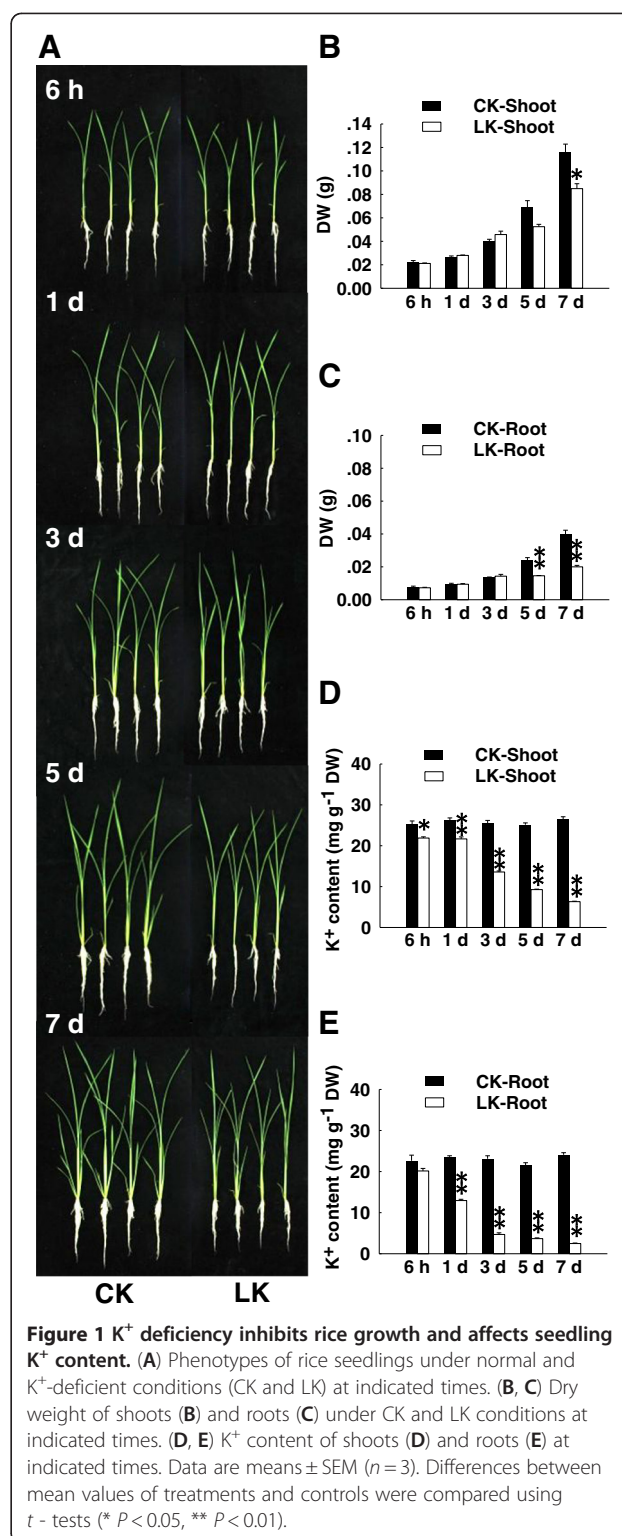 A
6 h
1 d
3 d
5 d
7 d
CK LK
B
CK-Shoot
LK-Shoot
DW (g)
.14
.12
.10
.08
.06
.04
.02
0.00
*
6 h 1 d 3 d 5 d 7 d
C
CK-Root
LK-Root
DW (g)
.10
.08
.06
.04
.02
0.00
** **
6 h 1 d 3 d 5 d 7 d
D
CK-Shoot
LK-Shoot
K⁺ content (mg g⁻¹ DW)
40
30
20
10
0
* ** ** ** **
6 h 1 d 3 d 5 d 7 d
E
CK-Root
LK-Root
K⁺ content (mg g⁻¹ DW)
40
30
20
10
0
** ** ** **
6 h 1 d 3 d 5 d 7 d
Figure 1 K⁺ deficiency inhibits rice growth and affects seedling
K⁺ content. (A) Phenotypes of rice seedlings under normal and
K⁺-deficient conditions (CK and LK) at indicated times. (B, C) Dry
weight of shoots (B) and roots (C) under CK and LK conditions at
indicated times. (D, E) K⁺ content of shoots (D) and roots (E) at
indicated times. Data are means ± SEM (n = 3). Differences between
mean values of treatments and controls were compared using
t - tests (* P < 0.05, ** P < 0.01).